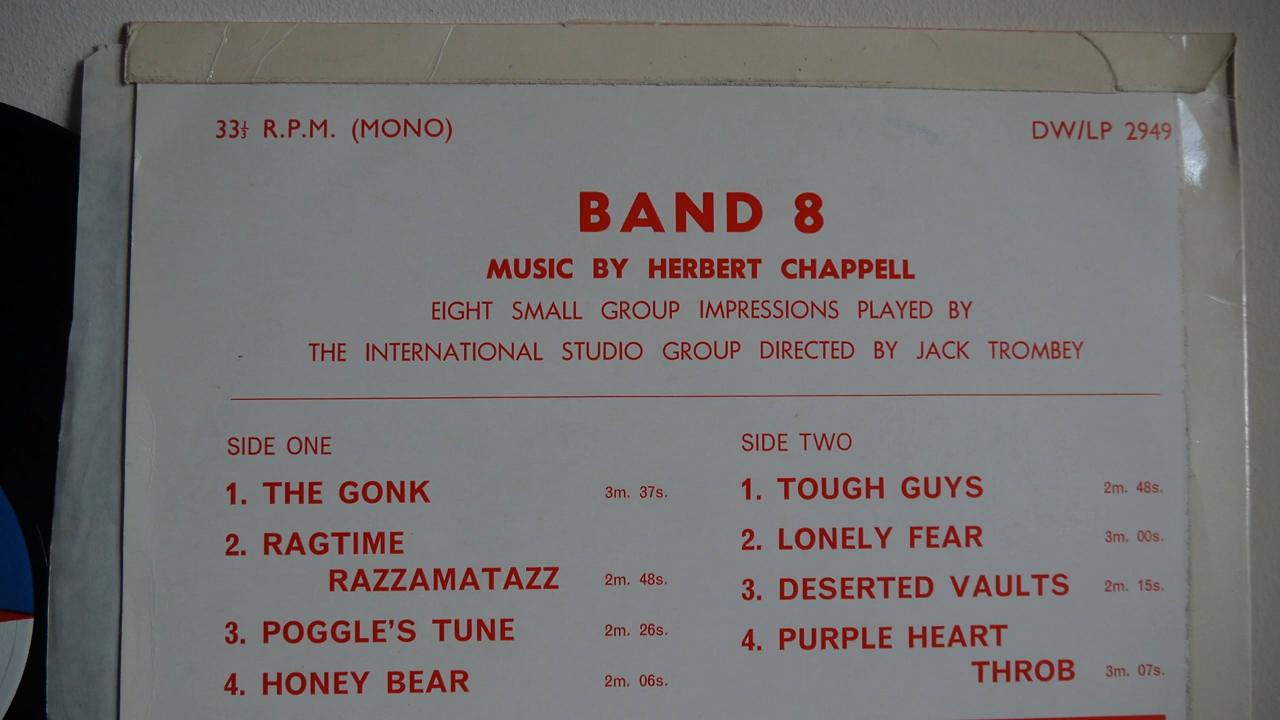 33⅓ R.P.M. (MONO)
DW/LP 2949
BAND 8
MUSIC BY HERBERT CHAPPELL
EIGHT SMALL GROUP IMPRESSIONS PLAYED BY
THE INTERNATIONAL STUDIO GROUP DIRECTED BY JACK TROMBEY
SIDE ONE
1. THE GONK 3m. 37s.
2. RAGTIME
RAZZAMATAZZ 2m. 48s.
3. POGGLE'S TUNE 2m. 26s.
4. HONEY BEAR 2m. 06s.
SIDE TWO
1. TOUGH GUYS 2m. 48s.
2. LONELY FEAR 3m. 00s.
3. DESERTED VAULTS 2m. 15s.
4. PURPLE HEART
THROB 3m. 07s.